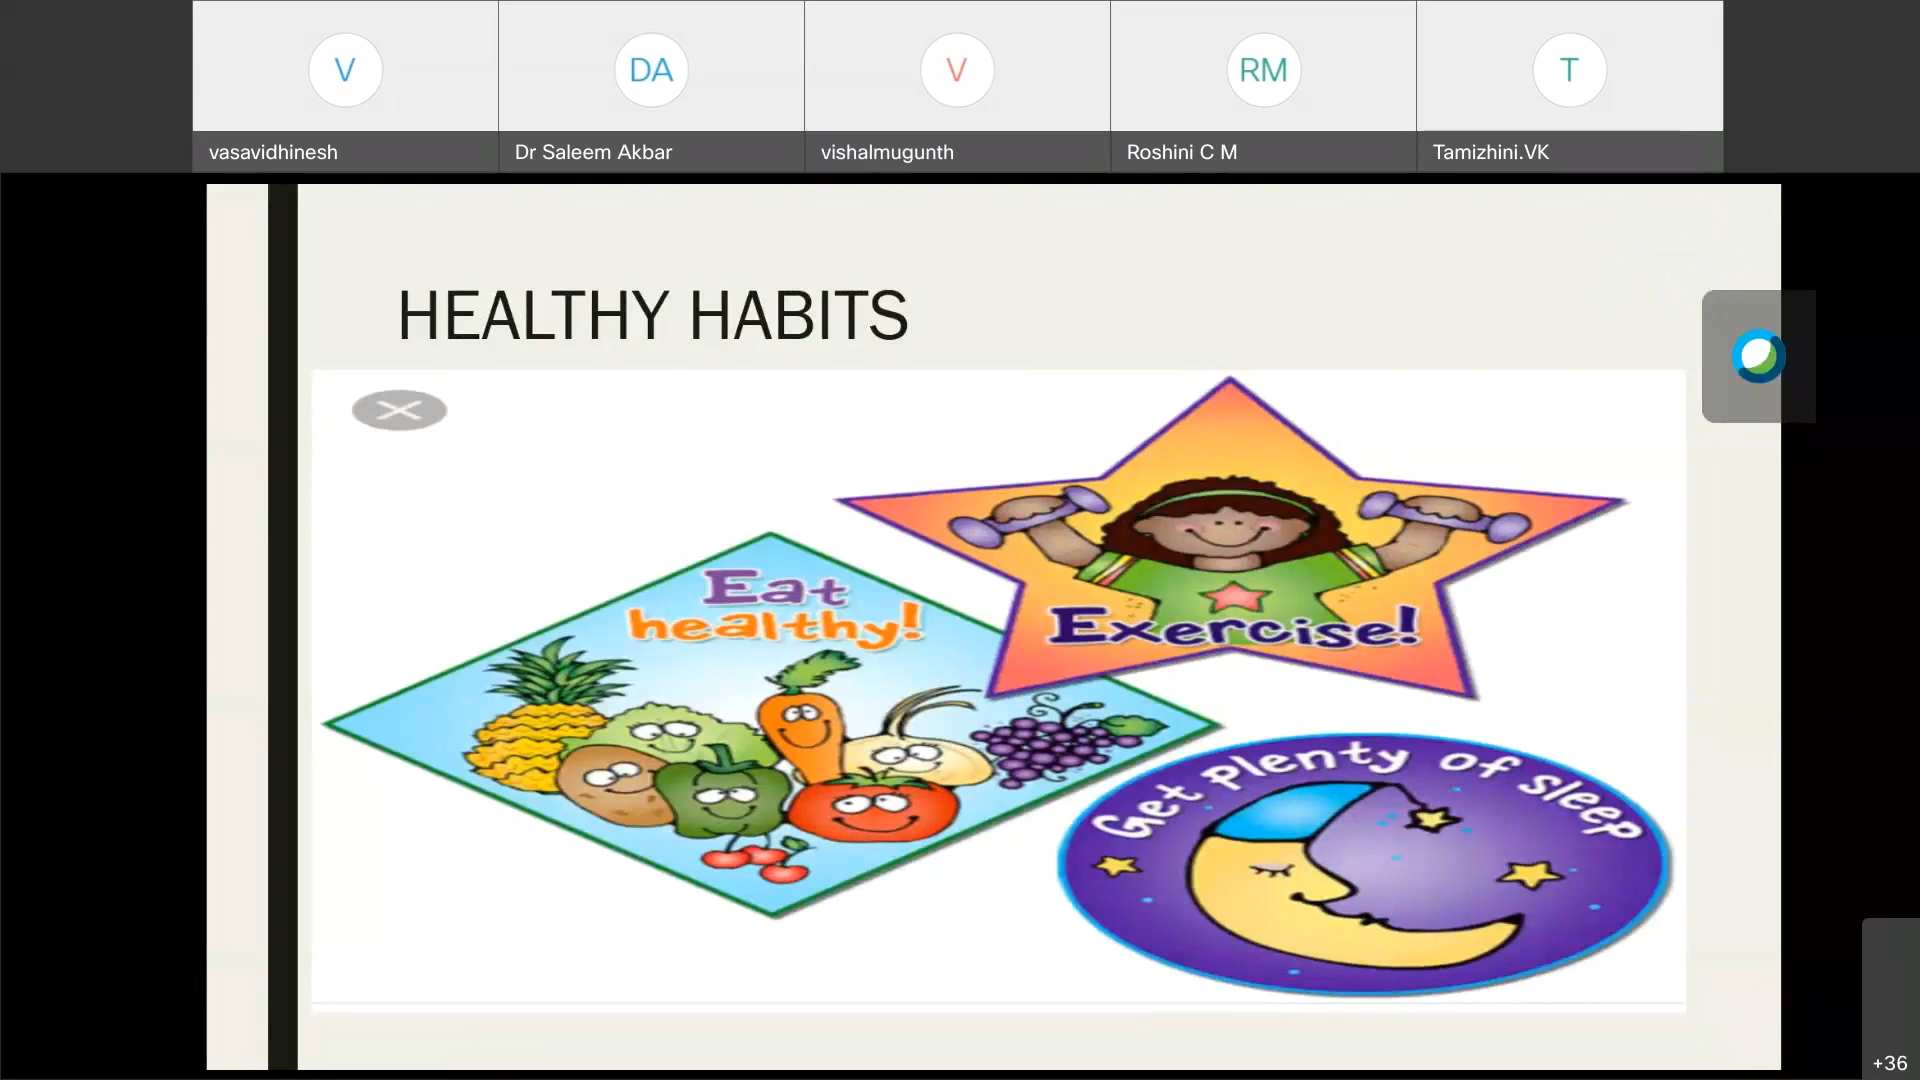 V
DA
V
RM
T
vasavidhinesh
Dr Saleem Akbar
vishalmugunth
Roshini C M
Tamizhini.VK
HEALTHY HABITS
Eat
healthy!
Exercise!
Get Plenty of sleep
+36